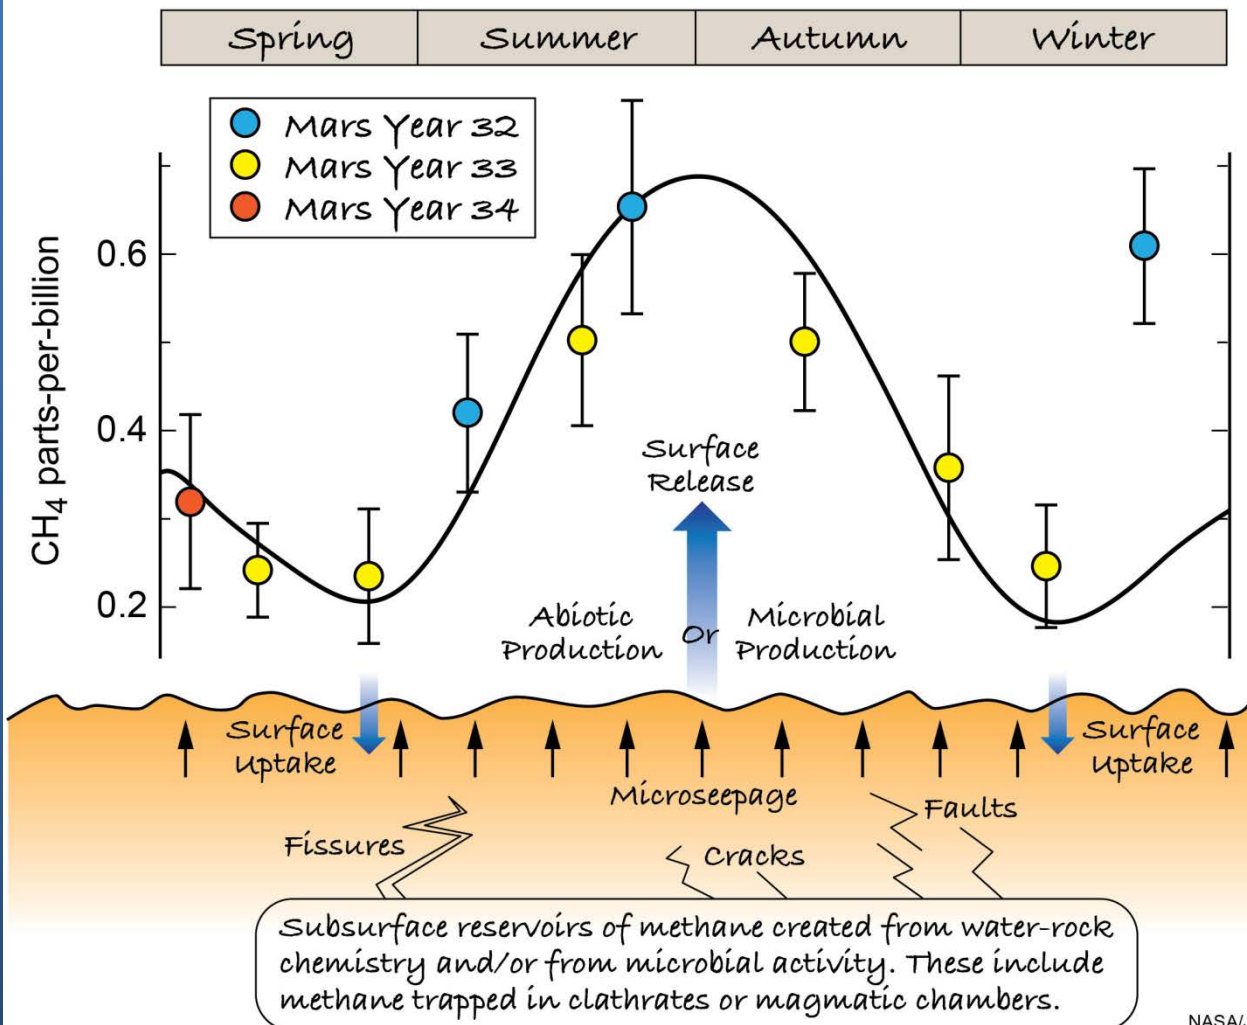 Spring Summer Autumn Winter
Mars Year 32
Mars Year 33
Mars Year 34
CH₄ parts-per-billion
0.6
0.4
0.2
Surface
Release
Abiotic
Production
Or
Microbial
Production
Surface
Uptake
Surface
Uptake
Microseepage
Fissures
Cracks
Faults
Subsurface reservoirs of methane created from water-rock
chemistry and/or from microbial activity. These include
methane trapped in clathrates or magmatic chambers.
NASA/